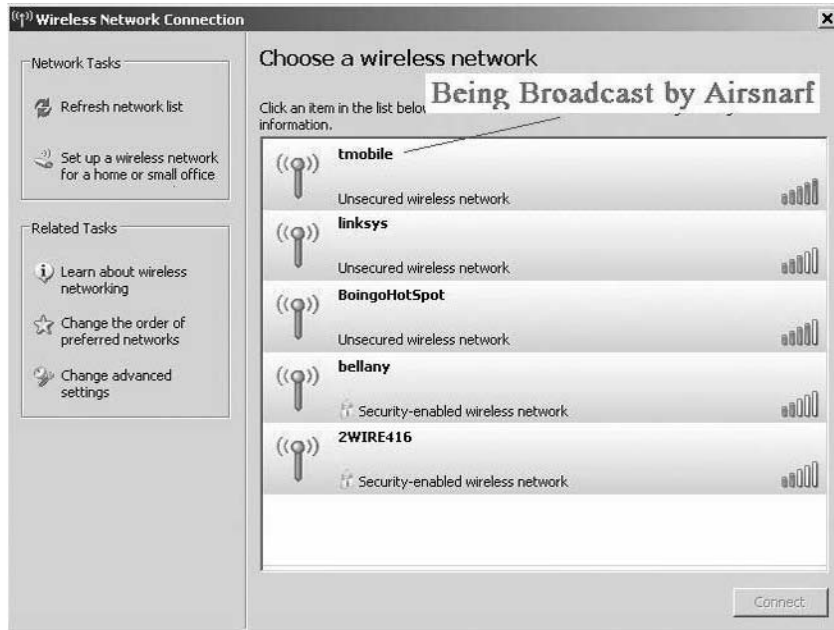 Wireless Network Connection
Network Tasks
Refresh network list
Set up a wireless network
for a home or small office
Related Tasks
Learn about wireless
networking
Change the order of
preferred networks
Change advanced
settings
Choose a wireless network
Being Broadcast by Airsnarf
Click an item in the list below
information.
tmobile
Unsecured wireless network
linksys
Unsecured wireless network
BoingoHotSpot
Unsecured wireless network
bellany
Security-enabled wireless network
2WIRE416
Security-enabled wireless network
Connect